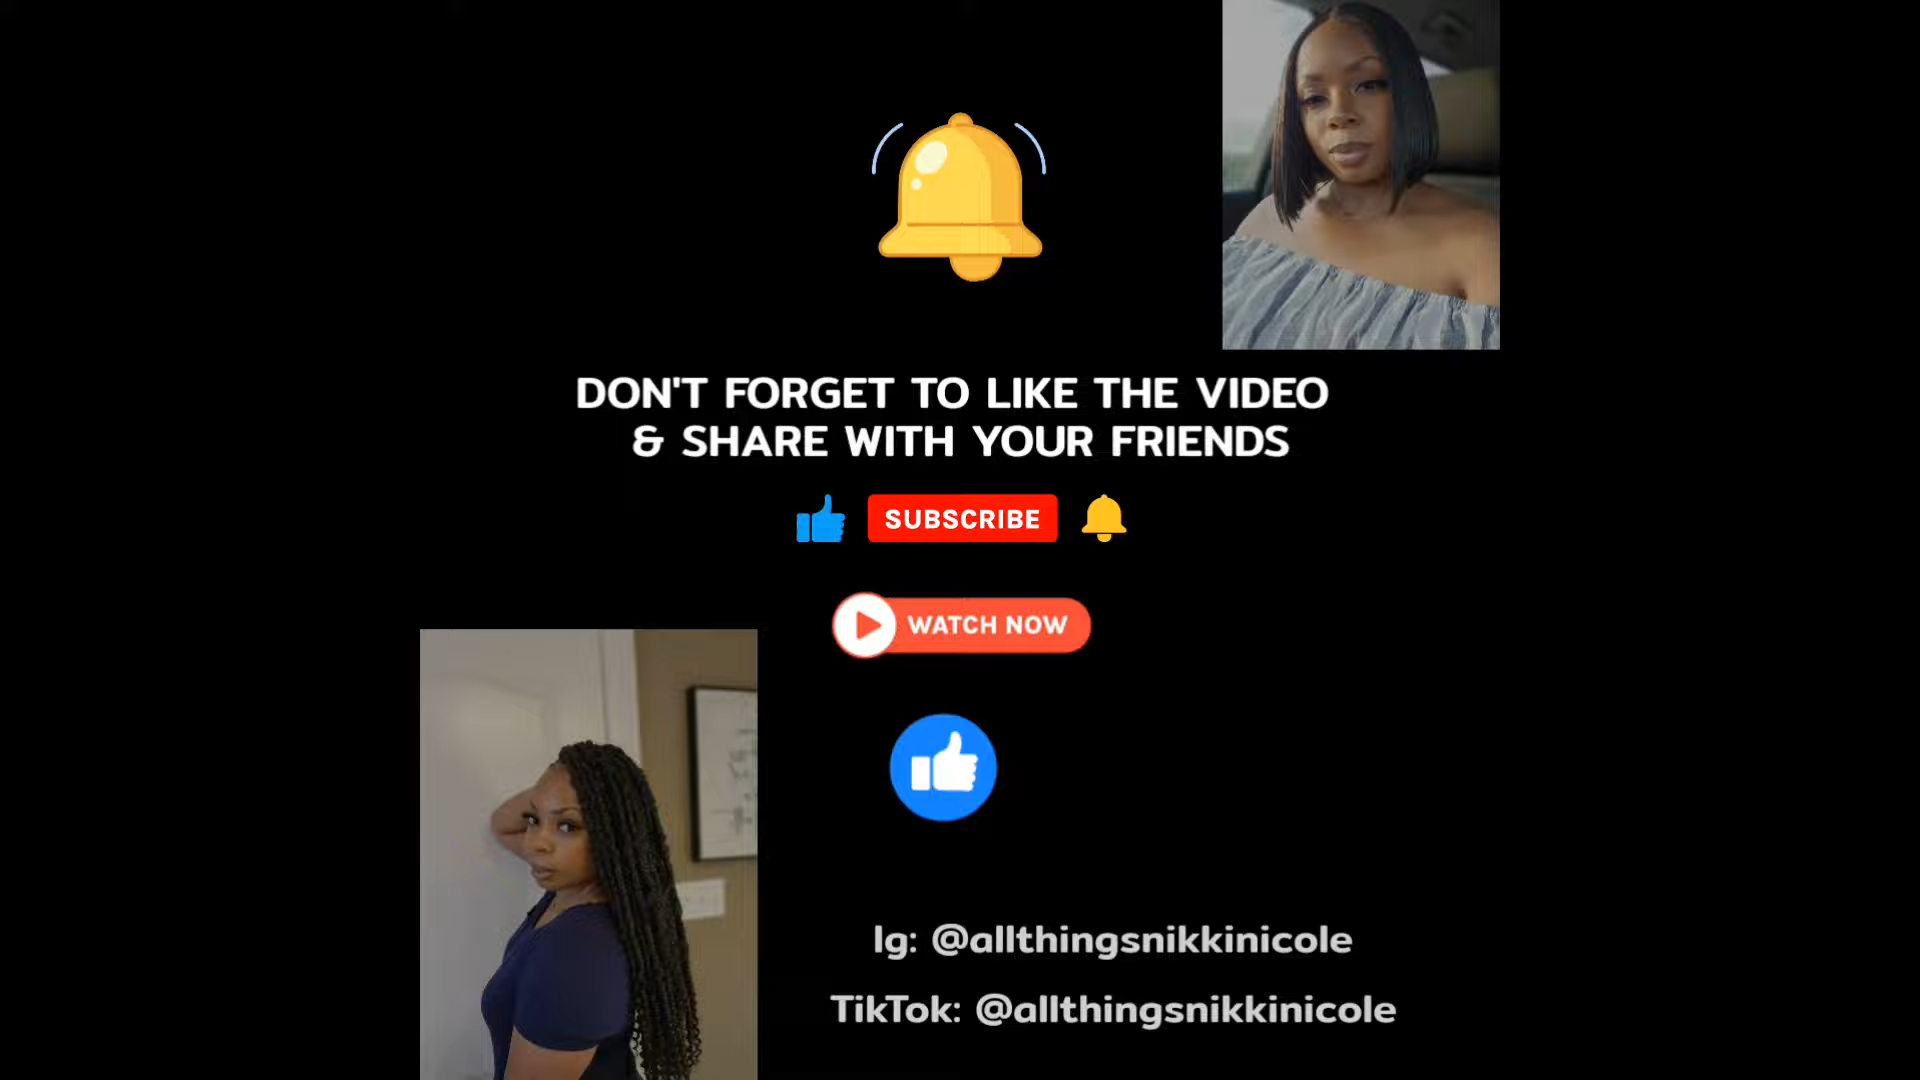 DON'T FORGET TO LIKE THE VIDEO
& SHARE WITH YOUR FRIENDS
SUBSCRIBE
WATCH NOW
Ig: @allthingsnikkinicole
TikTok: @allthingsnikkinicole